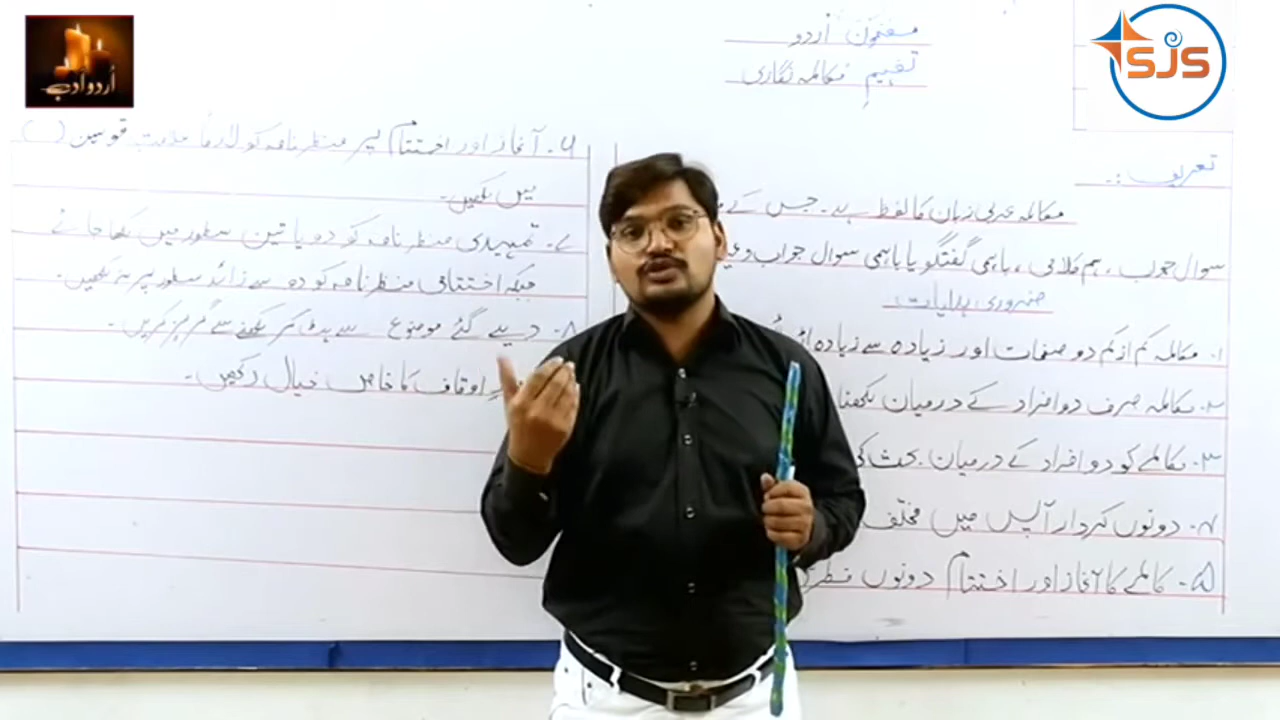 اُردو ادب
SJS
مضمون اُردو
تفہیم مکالمہ نگاری
تعریف :۔
مکالمہ عربی زبان کا لفظ ہے۔ جس کے
سوال جواب ، ہم کلامی ، باہمی گفتگو یا باہمی سوال جواب
ضروری ہدایات
۱۔ مکالمہ کم از کم دو صفحات اور زیادہ سے زیادہ
۲۔ مکالمہ صرف دو افراد کے درمیان لکھنا
۳۔ مکالمے کو دو افراد کے درمیان بحث
۴۔ دونوں کردار آپس میں مختلف
۵۔ مکالمے کا آغاز اور اختتام دونوں
۶۔ آغاز اور اختتام پر منظر نامہ کو لازماً علامت قوسین ( )
میں لکھیں۔
۷۔ تمہیدی منظر نامہ کو دو یا تین سطور میں لکھا جائے
جبکہ اختتامی منظر نامہ کو دو سے زائد سطور پر نہ لکھیں۔
۸۔ دیئے گئے موضوع سے ہٹ کر لکھنے سے گریز کریں۔
اوقاف کا خاص خیال رکھیں۔